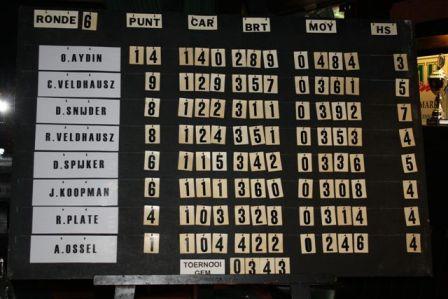 RONDE 6 PUNT CAR BRT MOY HS
O.AYDIN 14 140 289 0484 3
C.VELDHAUSZ 9 129 357 0361 5
D.SNIJDER 8 122 311 0392 7
R.VELDHAUSZ 8 124 351 0353 4
D.SPIJKER 6 115 342 0336 5
J.KOOPMAN 6 111 360 0308 4
R.PLATE 4 103 328 0314 4
A.OSSEL 1 104 422 0246 4
TOERNOOI
GEM 0343